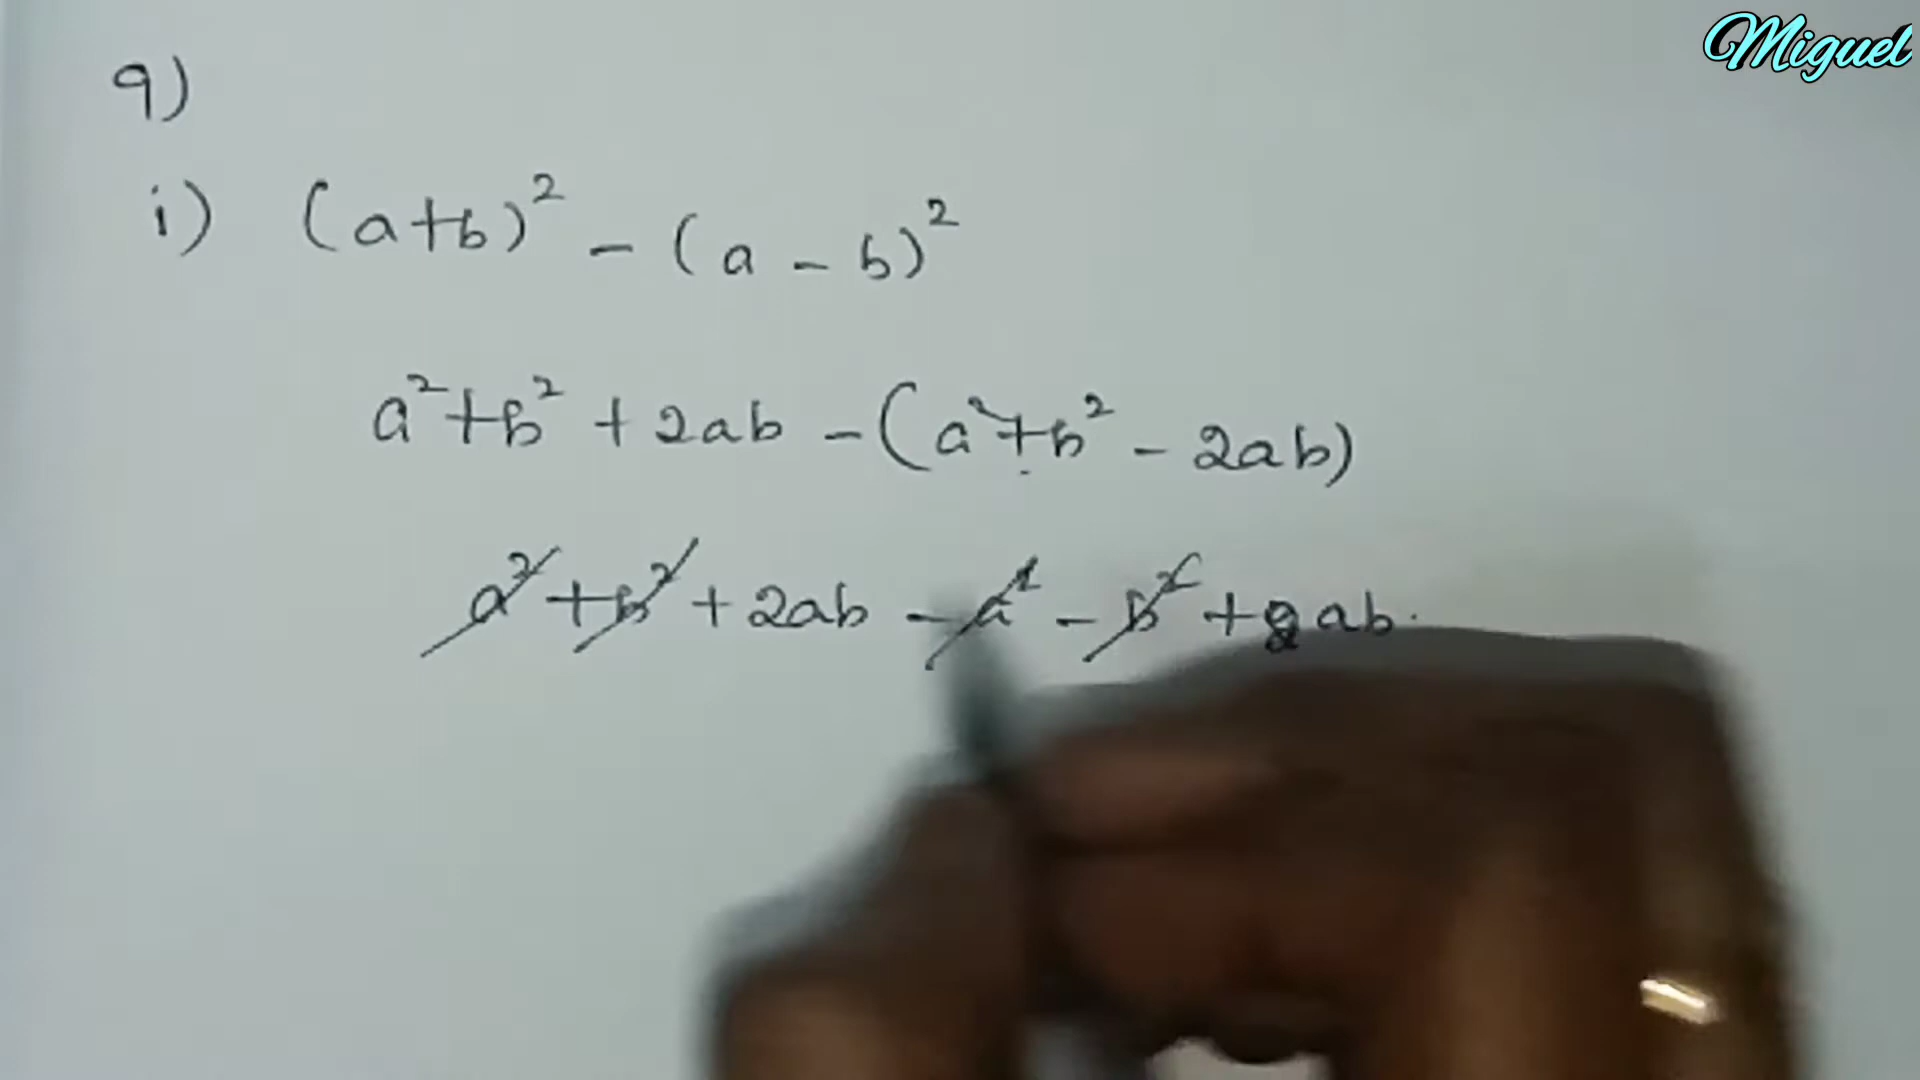 Miguel
9)
i) (a+b)² - (a - b)²
a²+b² + 2ab - (a²+b² - 2ab)
a² + b² + 2ab - a² - b² + 2ab